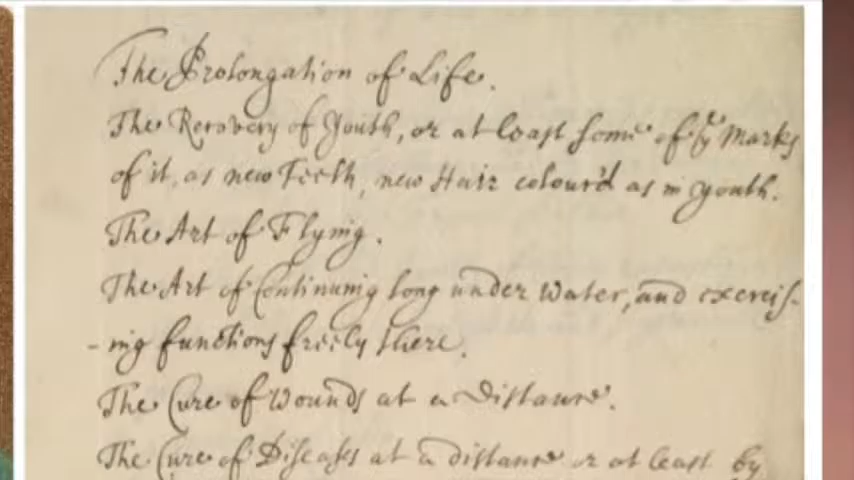 The Prolongation of Life.
The Recovery of Youth, or at least some of ye Marks
of it, as new Teeth, new Hair colour'd as in youth.
The Art of Flying.
The Art of Continuing long under Water, and exercis-
-ing functions freely there.
The Cure of Wounds at a Distance.
The Cure of Diseases at a distance or at least by